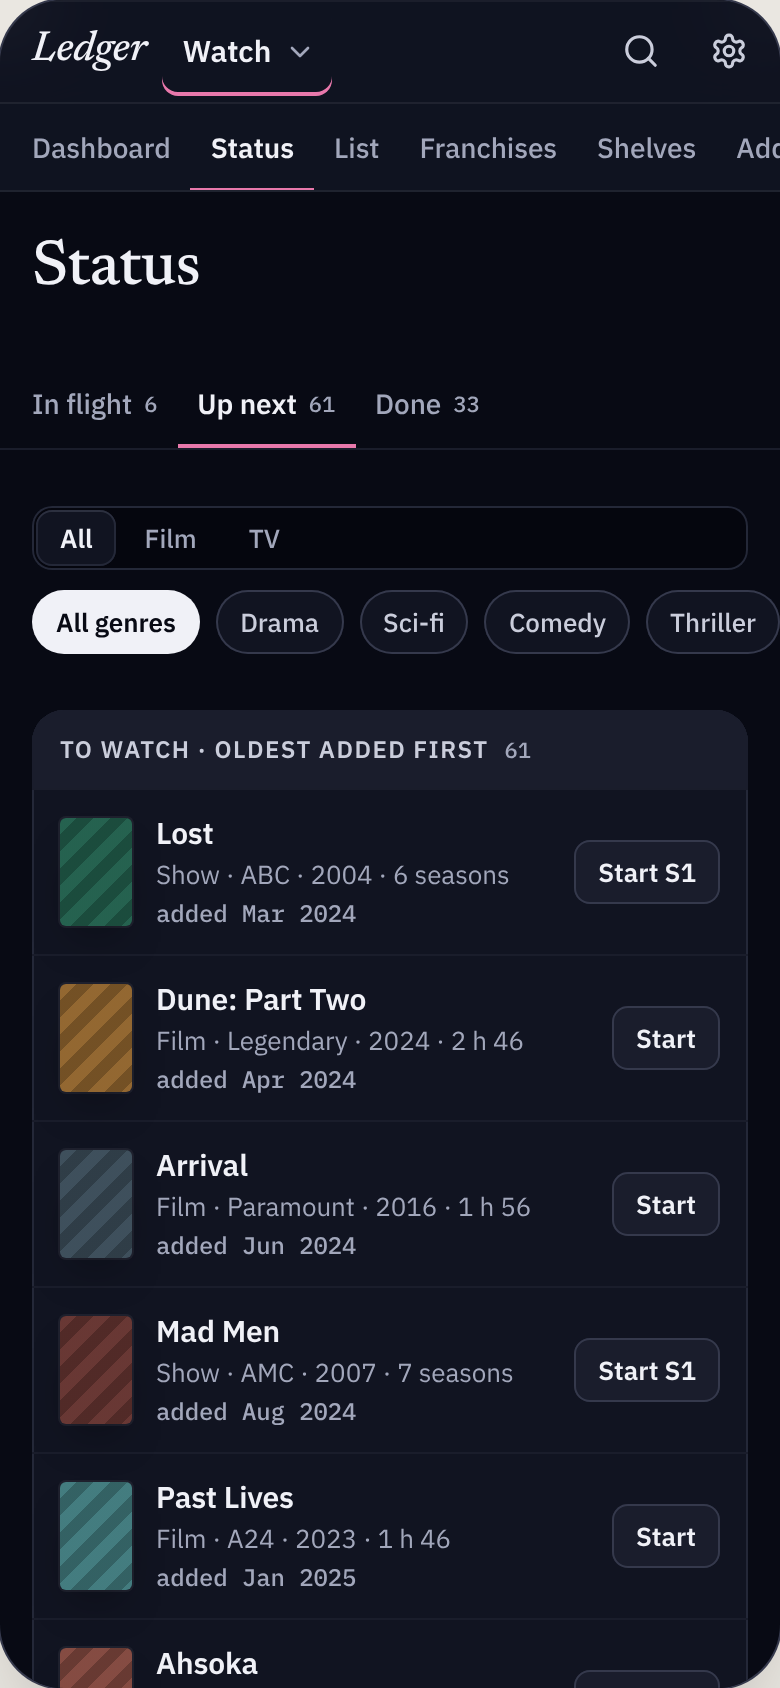 Ledger Watch
Dashboard Status List Franchises Shelves
Status
In flight 6 Up next 61 Done 33
All Film TV
All genres Drama Sci-fi Comedy Thriller
TO WATCH · OLDEST ADDED FIRST 61
Lost
Show · ABC · 2004 · 6 seasons
added Mar 2024
Start S1
Dune: Part Two
Film · Legendary · 2024 · 2 h 46
added Apr 2024
Start
Arrival
Film · Paramount · 2016 · 1 h 56
added Jun 2024
Start
Mad Men
Show · AMC · 2007 · 7 seasons
added Aug 2024
Start S1
Past Lives
Film · A24 · 2023 · 1 h 46
added Jan 2025
Start
Ahsoka